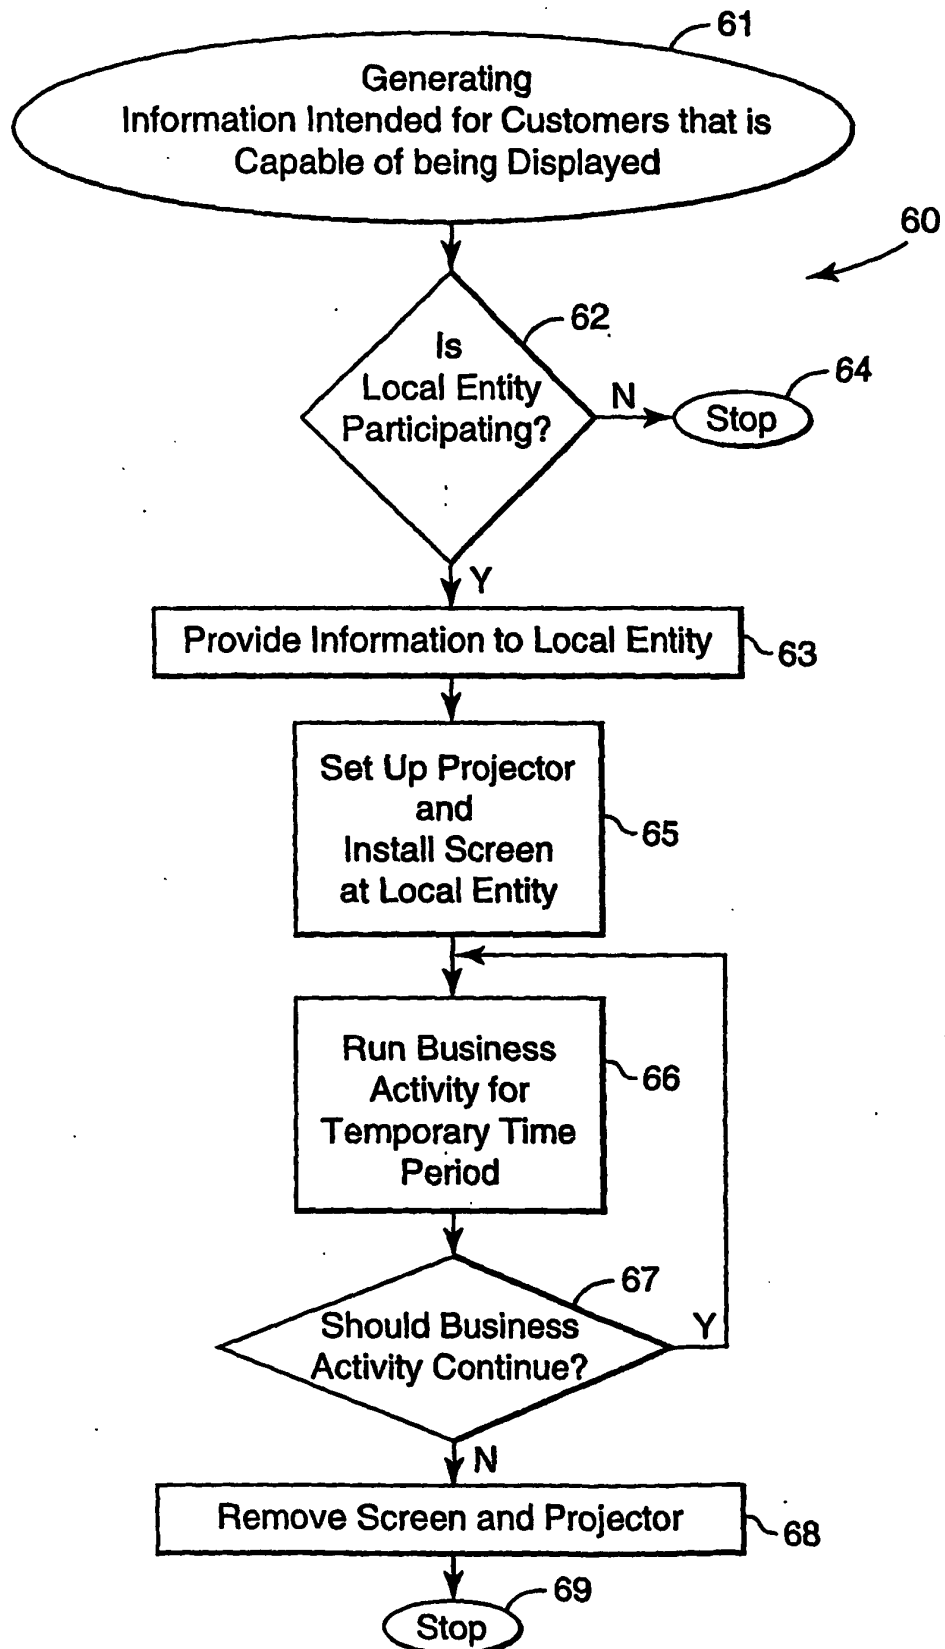 61
Generating
Information Intended for Customers that is
Capable of being Displayed
60
62
Is
Local Entity
Participating?
N
64
Stop
Y
Provide Information to Local Entity
63
Set Up Projector
and
Install Screen
at Local Entity
65
Run Business
Activity for
Temporary Time
Period
66
67
Should Business
Activity Continue?
Y
N
Remove Screen and Projector
68
69
Stop